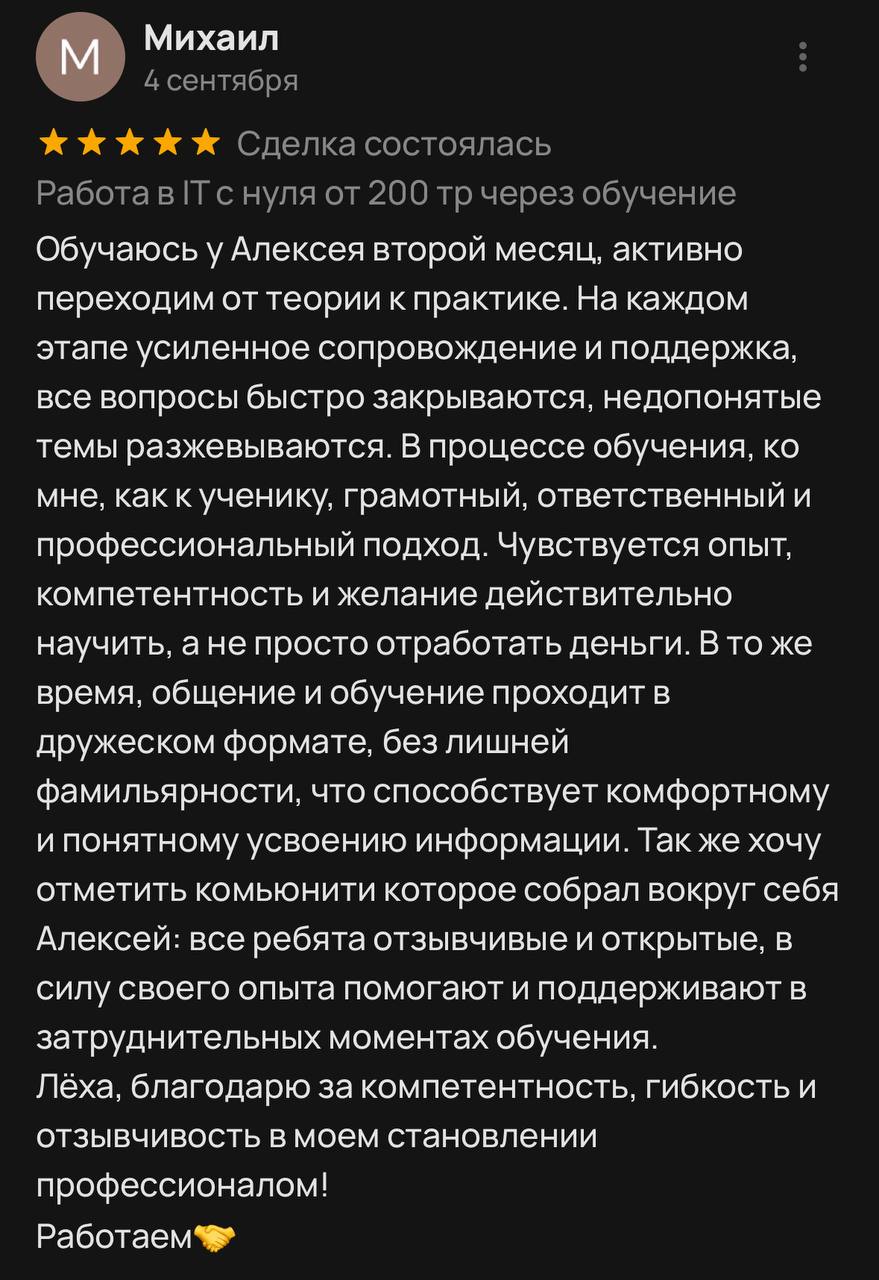 М
Михаил
4 сентября
Сделка состоялась
Работа в IT с нуля от 200 тр через обучение
Обучаюсь у Алексея второй месяц, активно
переходим от теории к практике. На каждом
этапе усиленное сопровождение и поддержка,
все вопросы быстро закрываются, недопонятые
темы разжевываются. В процессе обучения, ко
мне, как к ученику, грамотный, ответственный и
профессиональный подход. Чувствуется опыт,
компетентность и желание действительно
научить, а не просто отработать деньги. В то же
время, общение и обучение проходит в
дружеском формате, без лишней
фамильярности, что способствует комфортному
и понятному усвоению информации. Так же хочу
отметить комьюнити которое собрал вокруг себя
Алексей: все ребята отзывчивые и открытые, в
силу своего опыта помогают и поддерживают в
затруднительных моментах обучения.
Лёха, благодарю за компетентность, гибкость и
отзывчивость в моем становлении
профессионалом!
Работаем🤝